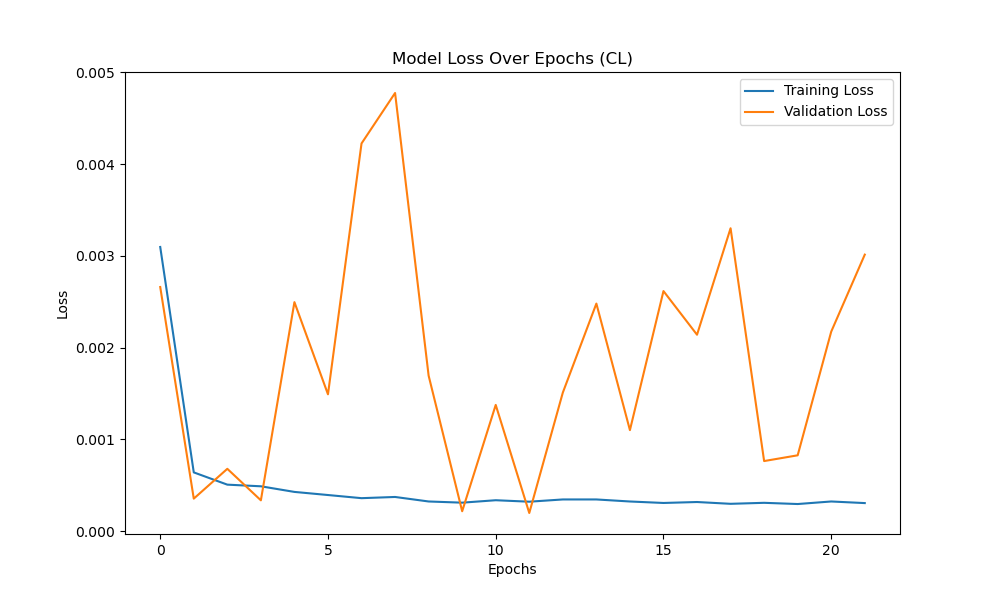 Model Loss Over Epochs (CL)
Training Loss
Validation Loss
0.005
0.004
0.003
0.002
0.001
0.000
Loss
0
5
10
15
20
Epochs